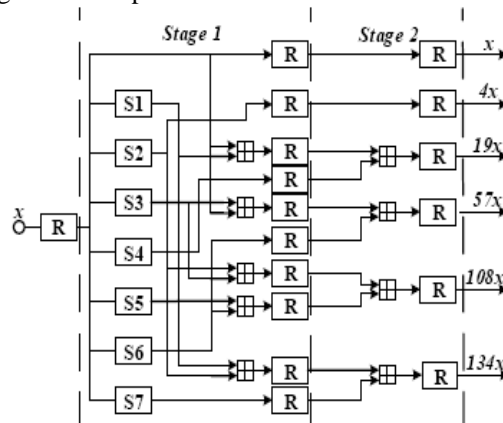 Stage 1 Stage 2
R R x
S1 R R 4x
S2 R R 19x
R
S3 R R 57x
x
R S4 R
R
S5 R R 108x
S6
R R 134x
S7 R